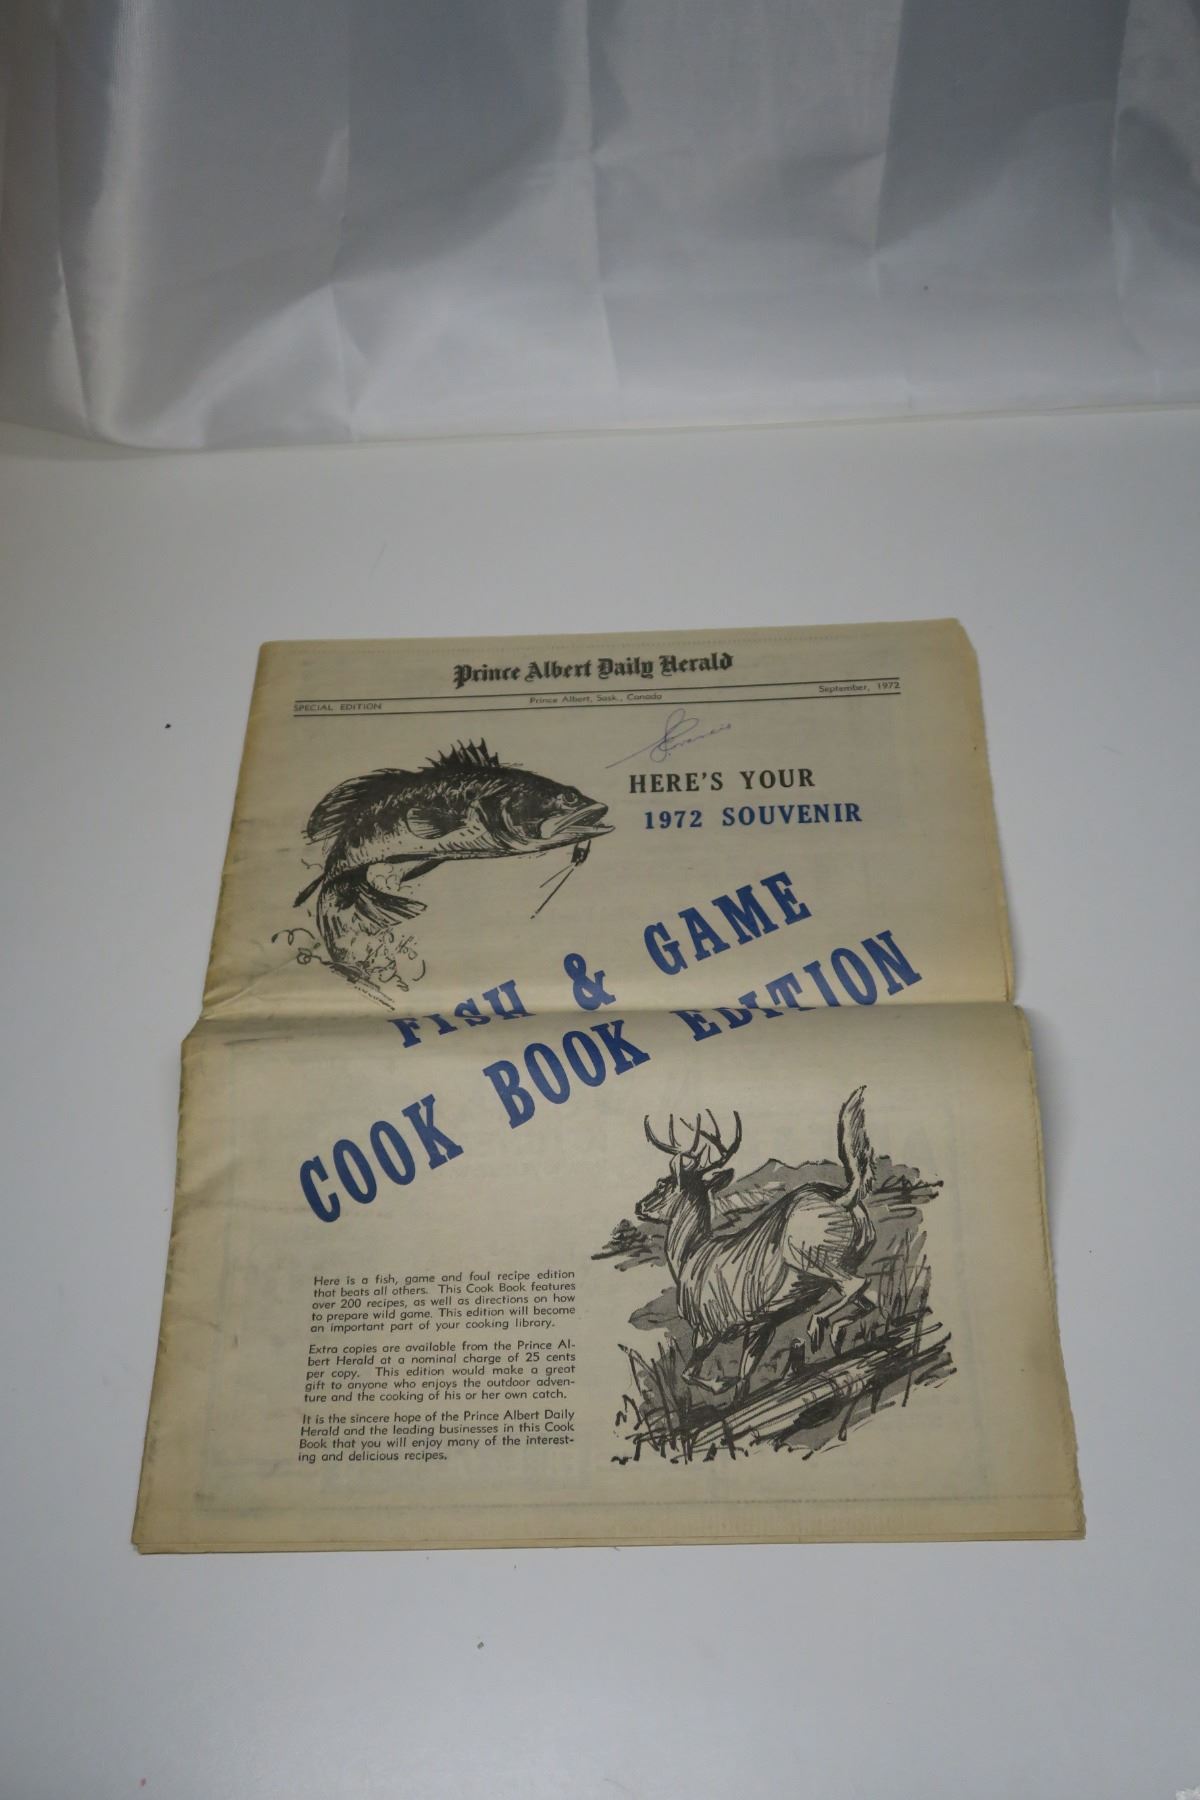 Prince Albert Daily Herald
SPECIAL EDITION
Prince Albert, Sask., Canada
September, 1972
HERE'S YOUR
1972 SOUVENIR
FISH & GAME
COOK BOOK EDITION
Here is a fish, game and foul recipe edition
that beats all others. This Cook Book features
over 200 recipes, as well as directions on how
to prepare wild game. This edition will become
an important part of your cooking library.
Extra copies are available from the Prince Al-
bert Herald at a nominal charge of 25 cents
per copy. This edition would make a great
gift to anyone who enjoys the outdoor adven-
ture and the cooking of his or her own catch.
It is the sincere hope of the Prince Albert Daily
Herald and the leading businesses in this Cook
Book that you will enjoy many of the interest-
ing and delicious recipes.